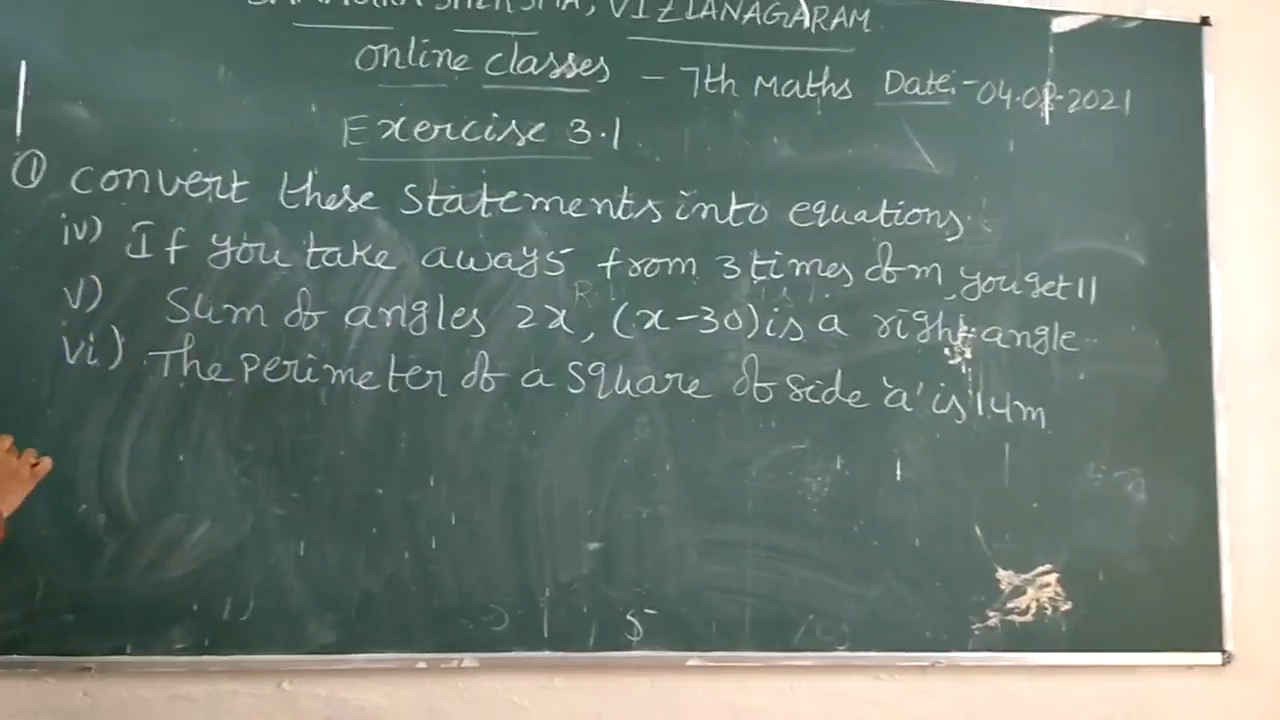 VIZIANAGARAM
Online classes - 7th Maths Date:-04.08.2021
Exercise 3.1
① Convert these statements into equations.
iv) If you take away 5 from 3 times of m, you get 11
v) Sum of angles 2x, (x-30) is a right angle
vi) The perimeter of a square of side 'a' is 14m
5